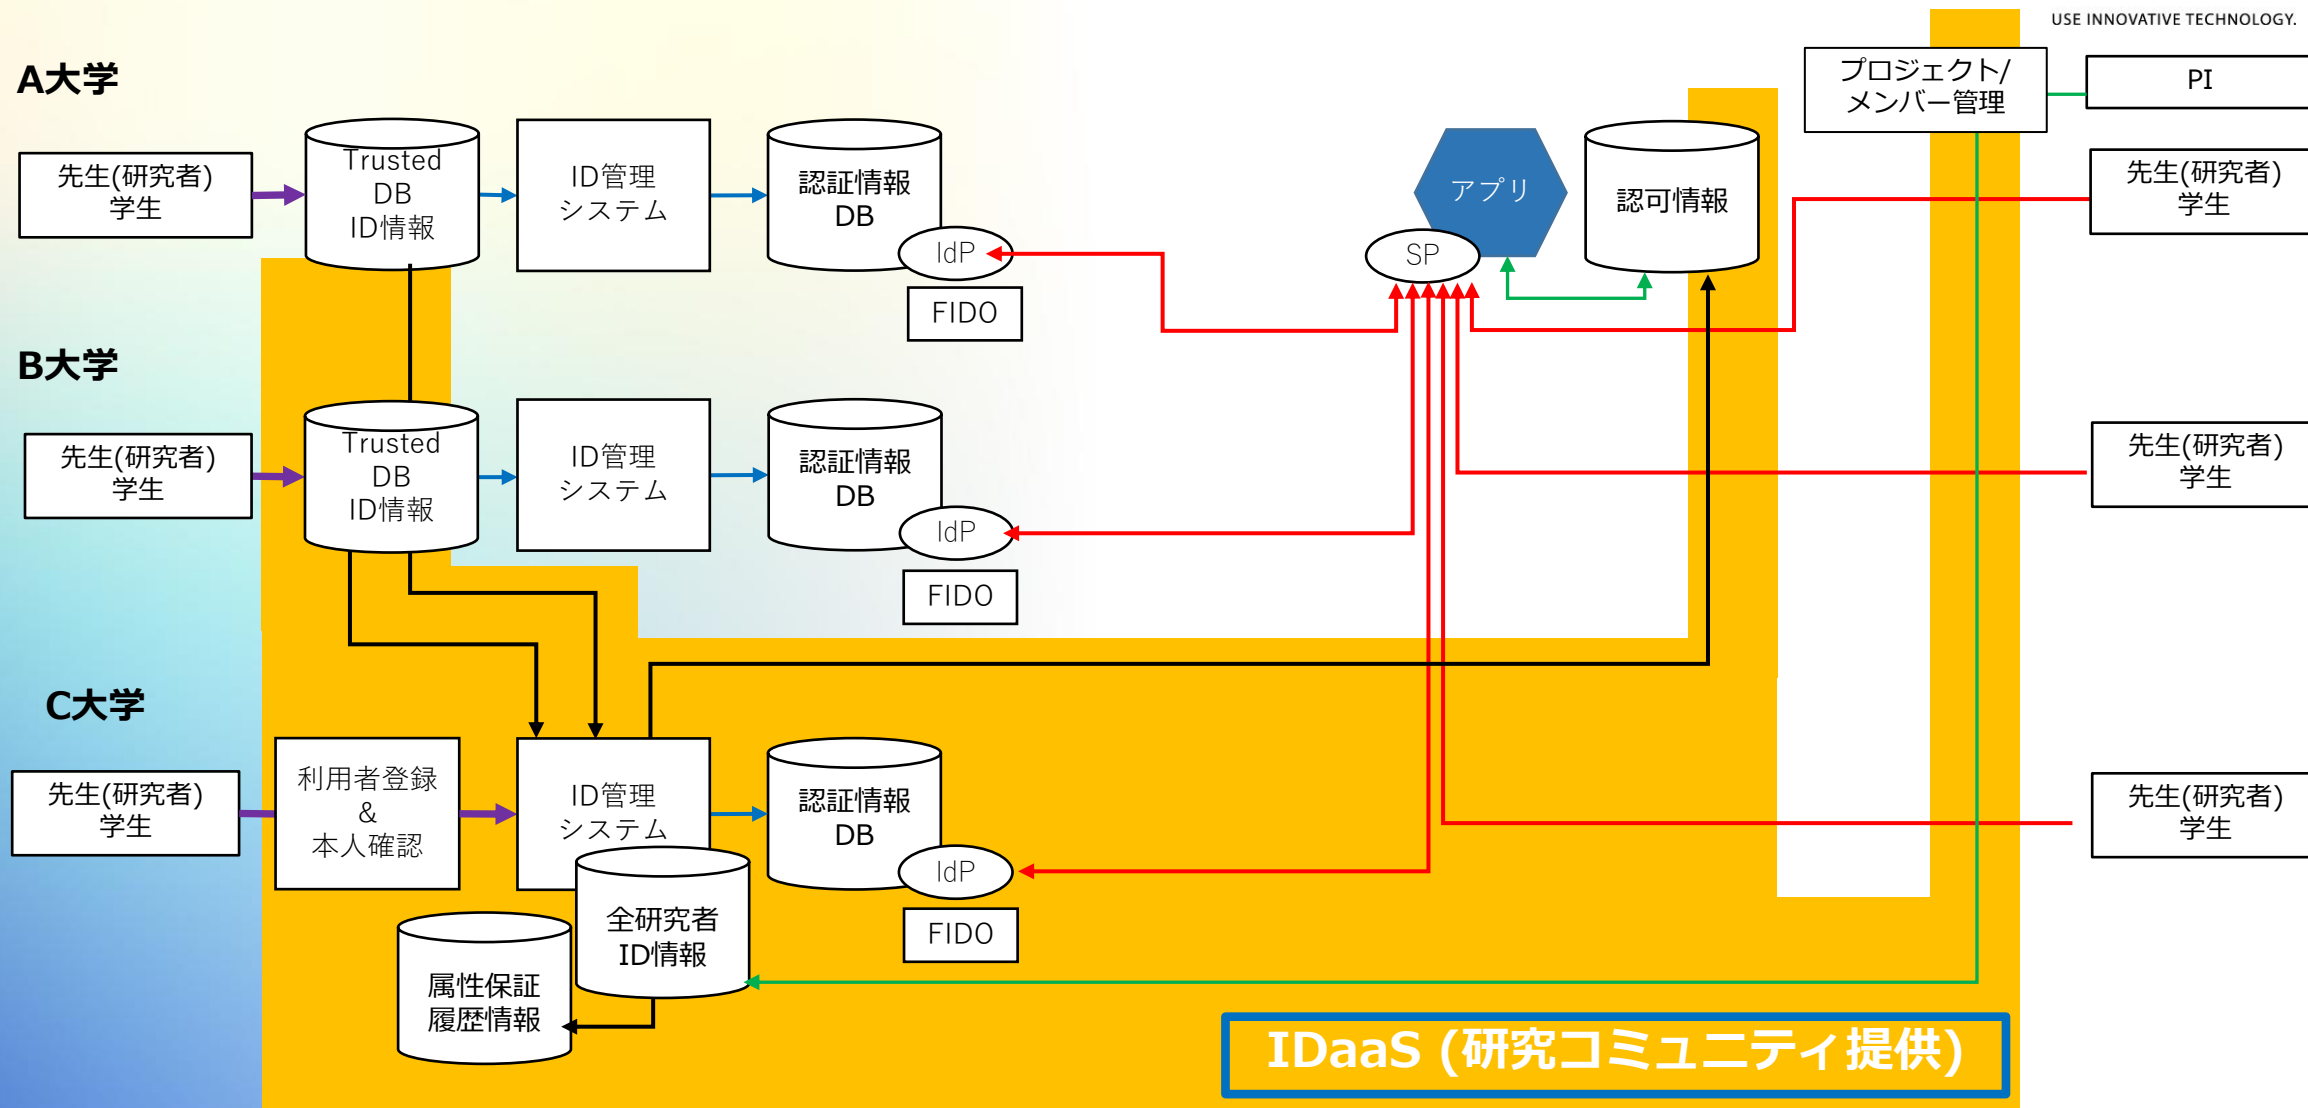 USE INNOVATIVE TECHNOLOGY.
A大学
先生(研究者)
学生
Trusted
DB
ID情報
ID管理
システム
認証情報
DB
IdP
FIDO
アプリ
SP
認可情報
プロジェクト/
メンバー管理
PI
先生(研究者)
学生
B大学
先生(研究者)
学生
Trusted
DB
ID情報
ID管理
システム
認証情報
DB
IdP
FIDO
先生(研究者)
学生
C大学
先生(研究者)
学生
利用者登録
&
本人確認
ID管理
システム
認証情報
DB
IdP
FIDO
先生(研究者)
学生
全研究者
ID情報
属性保証
履歴情報
IDaaS (研究コミュニティ提供)